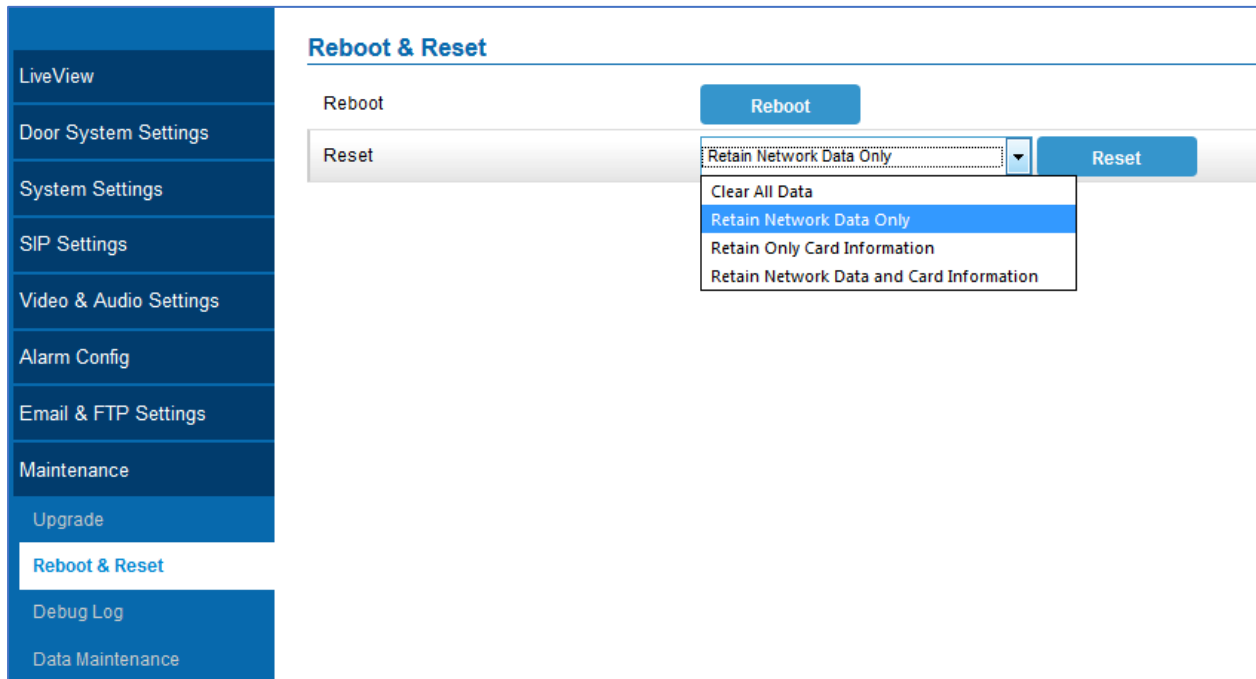 LiveView
Door System Settings
System Settings
SIP Settings
Video & Audio Settings
Alarm Config
Email & FTP Settings
Maintenance
Upgrade
Reboot & Reset
Debug Log
Data Maintenance
Reboot & Reset
Reboot
Reboot
Reset
Retain Network Data Only
Reset
Clear All Data
Retain Network Data Only
Retain Only Card Information
Retain Network Data and Card Information